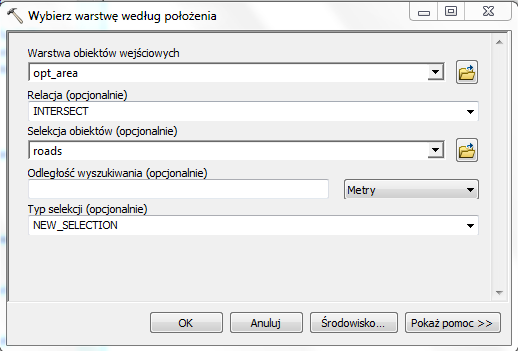 Wybierz warstwę według położenia
Warstwa obiektów wejściowych
opt_area
Relacja (opcjonalnie)
INTERSECT
Selekcja obiektów (opcjonalnie)
roads
Odległość wyszukiwania (opcjonalnie)
Metry
Typ selekcji (opcjonalnie)
NEW_SELECTION
OK Anuluj Środowisko... Pokaż pomoc >>